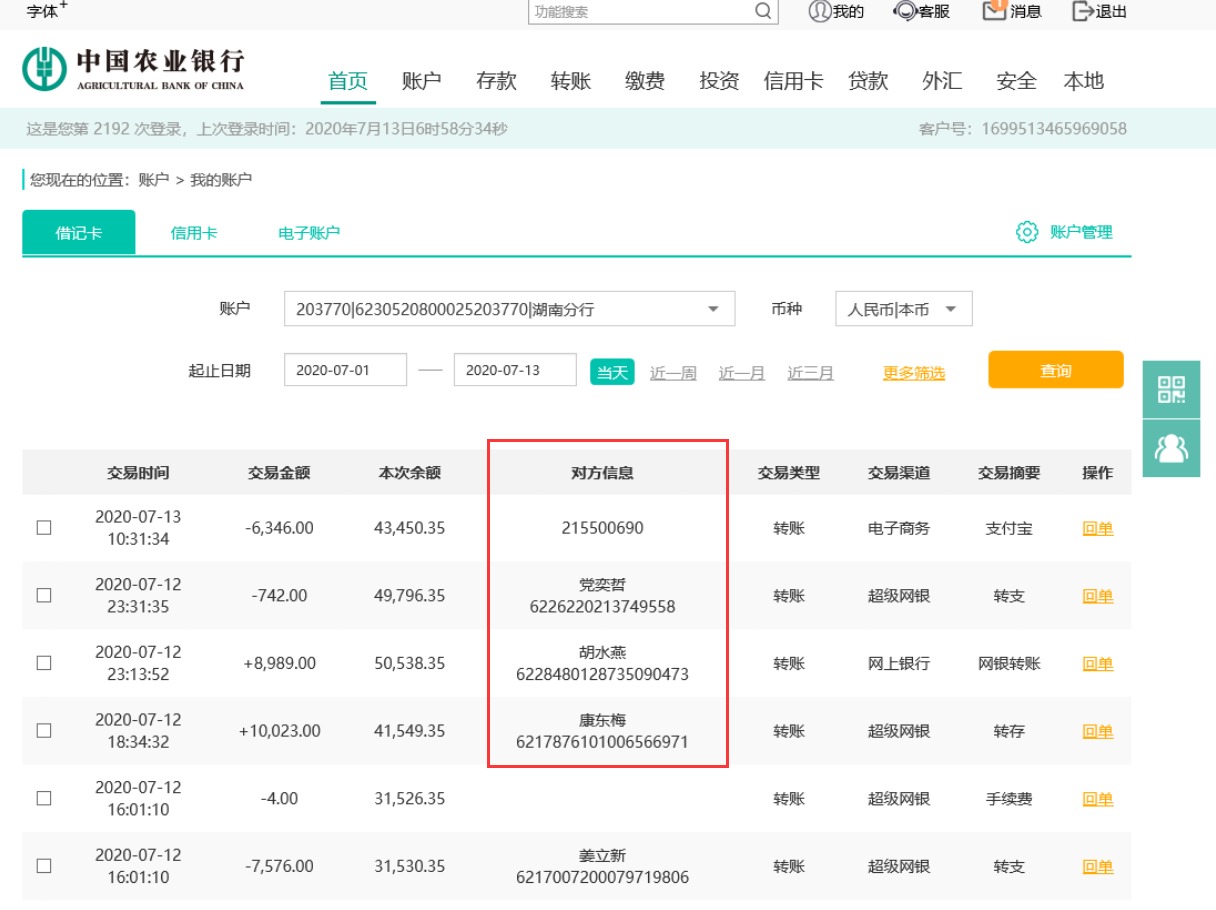 字体+
功能搜索
我的
客服
1
消息
退出
中国农业银行
AGRICULTURAL BANK OF CHINA
首页 账户 存款 转账 缴费 投资 信用卡 贷款 外汇 安全 本地
这是您第 2192 次登录，上次登录时间：2020年7月13日6时58分34秒
客户号：1699513465969058
您现在的位置：账户 > 我的账户
借记卡 信用卡 电子账户
账户管理
账户 203770|6230520800025203770|湖南分行 币种 人民币|本币
起止日期 2020-07-01 — 2020-07-13 当天 近一周 近一月 近三月 更多筛选 查询
交易时间 交易金额 本次余额 对方信息 交易类型 交易渠道 交易摘要 操作
2020-07-13
10:31:34
-6,346.00 43,450.35 215500690 转账 电子商务 支付宝 回单
2020-07-12
23:31:35
-742.00 49,796.35
党奕哲
6226220213749558
转账 超级网银 转支 回单
2020-07-12
23:13:52
+8,989.00 50,538.35
胡水燕
6228480128735090473
转账 网上银行 网银转账 回单
2020-07-12
18:34:32
+10,023.00 41,549.35
康东梅
6217876101006566971
转账 超级网银 转存 回单
2020-07-12
16:01:10
-4.00 31,526.35 转账 超级网银 手续费 回单
2020-07-12
16:01:10
-7,576.00 31,530.35
姜立新
6217007200079719806
转账 超级网银 转支 回单